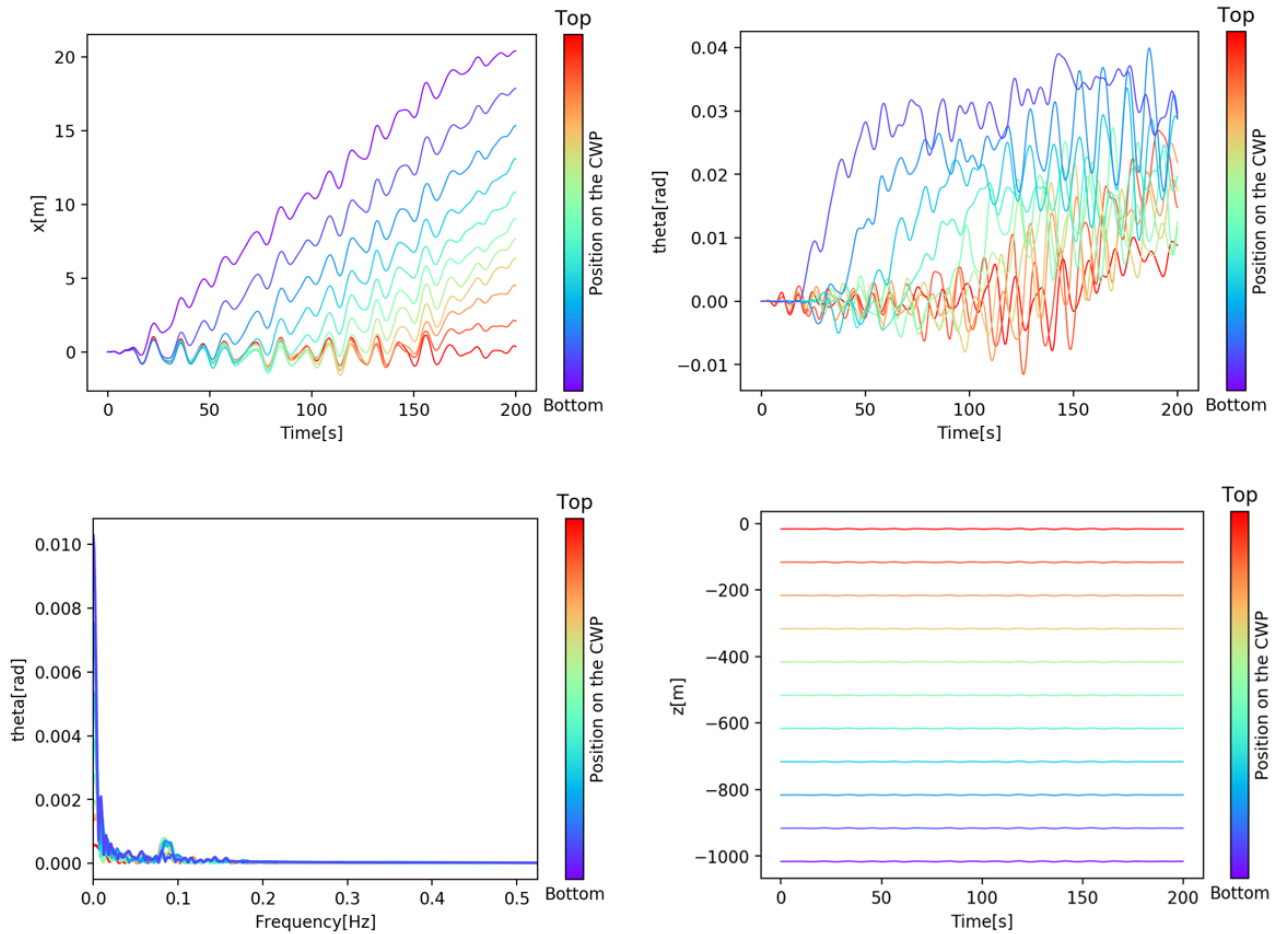 Top
20
15
10
5
0
x[m]
0
50
100
150
200
Time[s]
Position on the CWP
Bottom
Top
0.04
0.03
0.02
0.01
0.00
−0.01
theta[rad]
0
50
100
150
200
Time[s]
Position on the CWP
Bottom
Top
0.010
0.008
0.006
0.004
0.002
0.000
theta[rad]
0.0
0.1
0.2
0.3
0.4
0.5
Frequency[Hz]
Position on the CWP
Bottom
Top
0
−200
−400
−600
−800
−1000
z[m]
0
50
100
150
200
Time[s]
Position on the CWP
Bottom